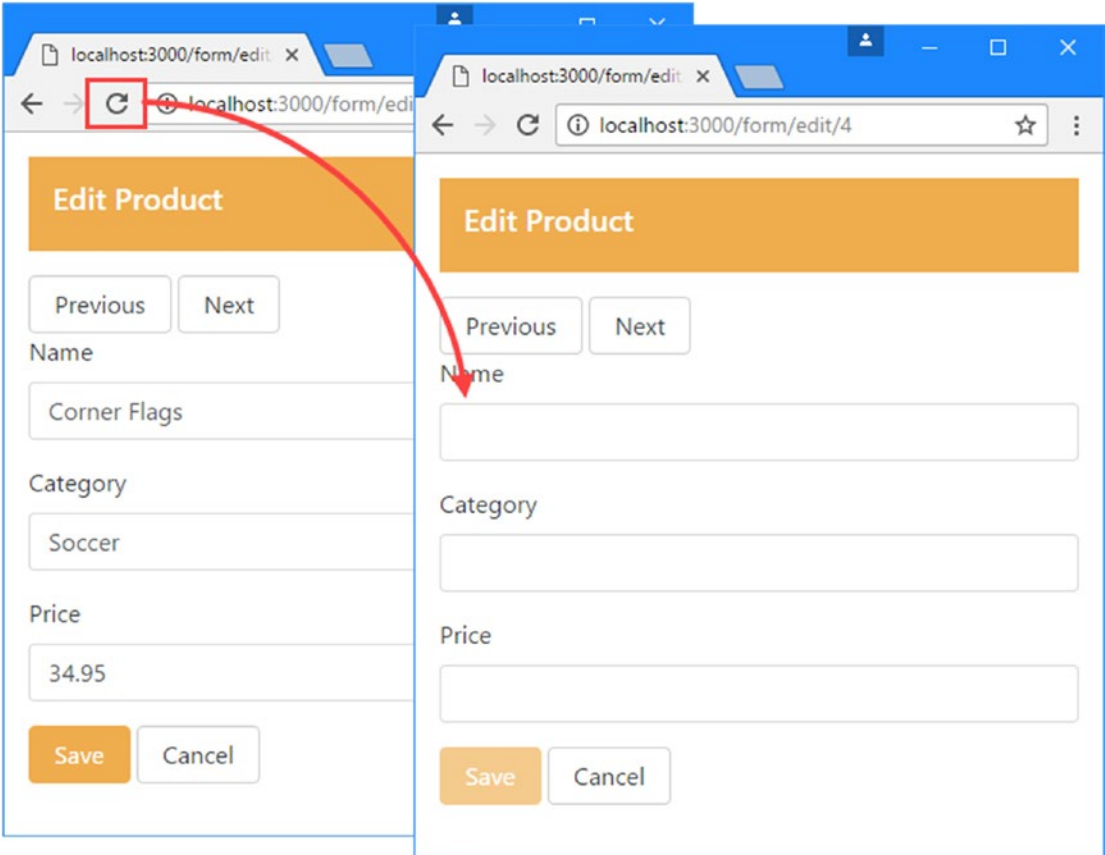 localhost:3000/form/edit
localhost:3000/form/edi
Edit Product
Previous Next
Name
Corner Flags
Category
Soccer
Price
34.95
Save Cancel
localhost:3000/form/edit
localhost:3000/form/edit/4
Edit Product
Previous Next
Name
Category
Price
Save Cancel